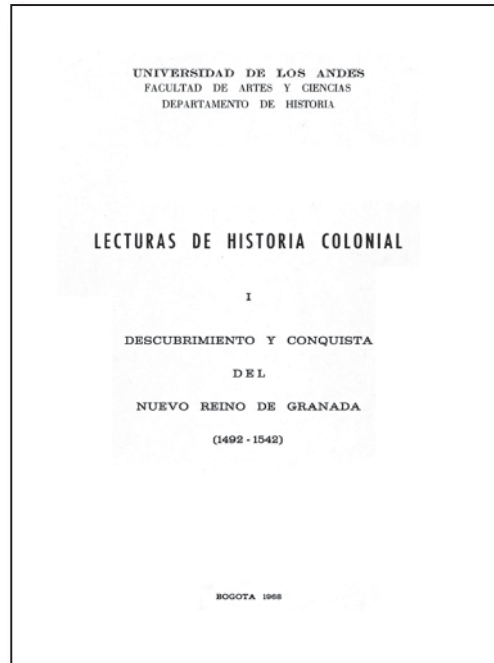 UNIVERSIDAD DE LOS ANDES
FACULTAD DE ARTES Y CIENCIAS
DEPARTAMENTO DE HISTORIA
LECTURAS DE HISTORIA COLONIAL
I
DESCUBRIMIENTO Y CONQUISTA
DEL
NUEVO REINO DE GRANADA
(1492 - 1542)
BOGOTA 1968